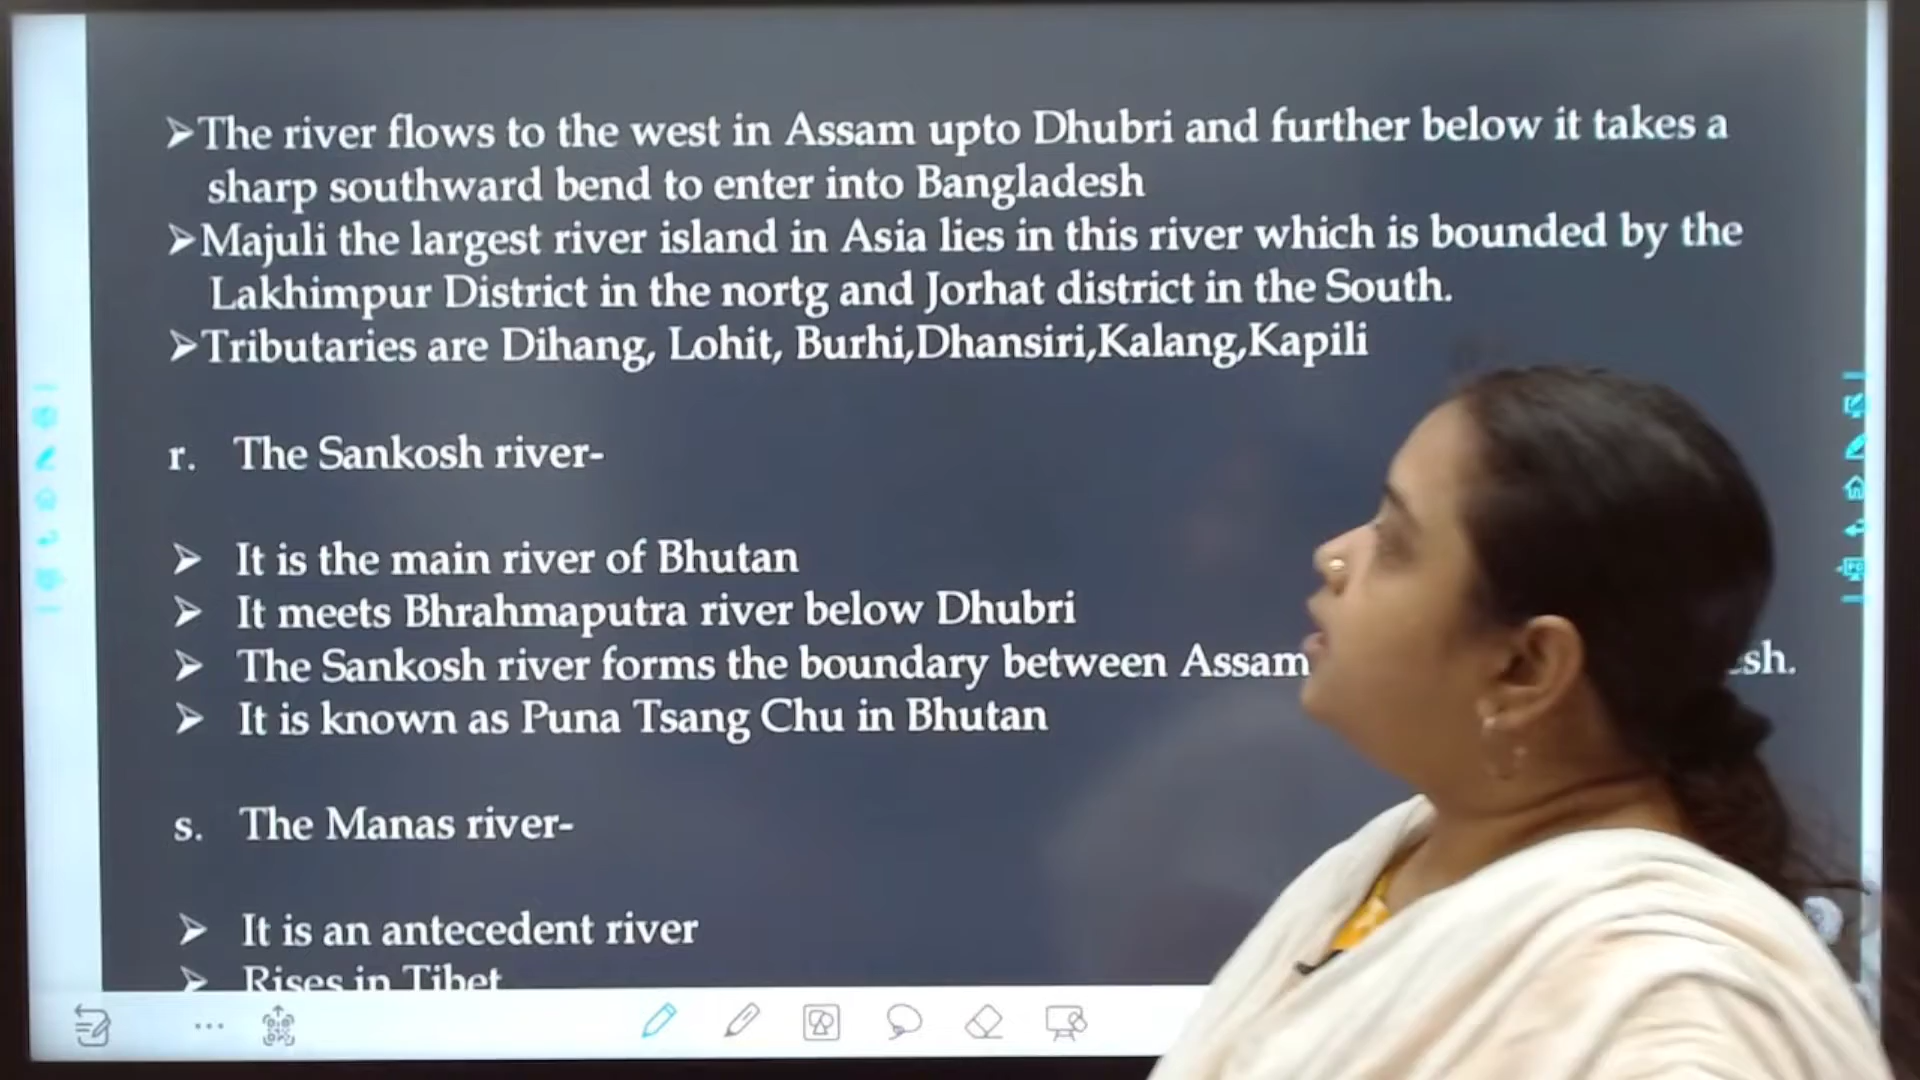 ➢The river flows to the west in Assam upto Dhubri and further below it takes a
sharp southward bend to enter into Bangladesh
➢Majuli the largest river island in Asia lies in this river which is bounded by the
Lakhimpur District in the nortg and Jorhat district in the South.
➢Tributaries are Dihang, Lohit, Burhi,Dhansiri,Kalang,Kapili
r. The Sankosh river-
➢ It is the main river of Bhutan
➢ It meets Bhrahmaputra river below Dhubri
➢ The Sankosh river forms the boundary between Assam
➢ It is known as Puna Tsang Chu in Bhutan
s. The Manas river-
➢ It is an antecedent river
➢ Rises in Tibet